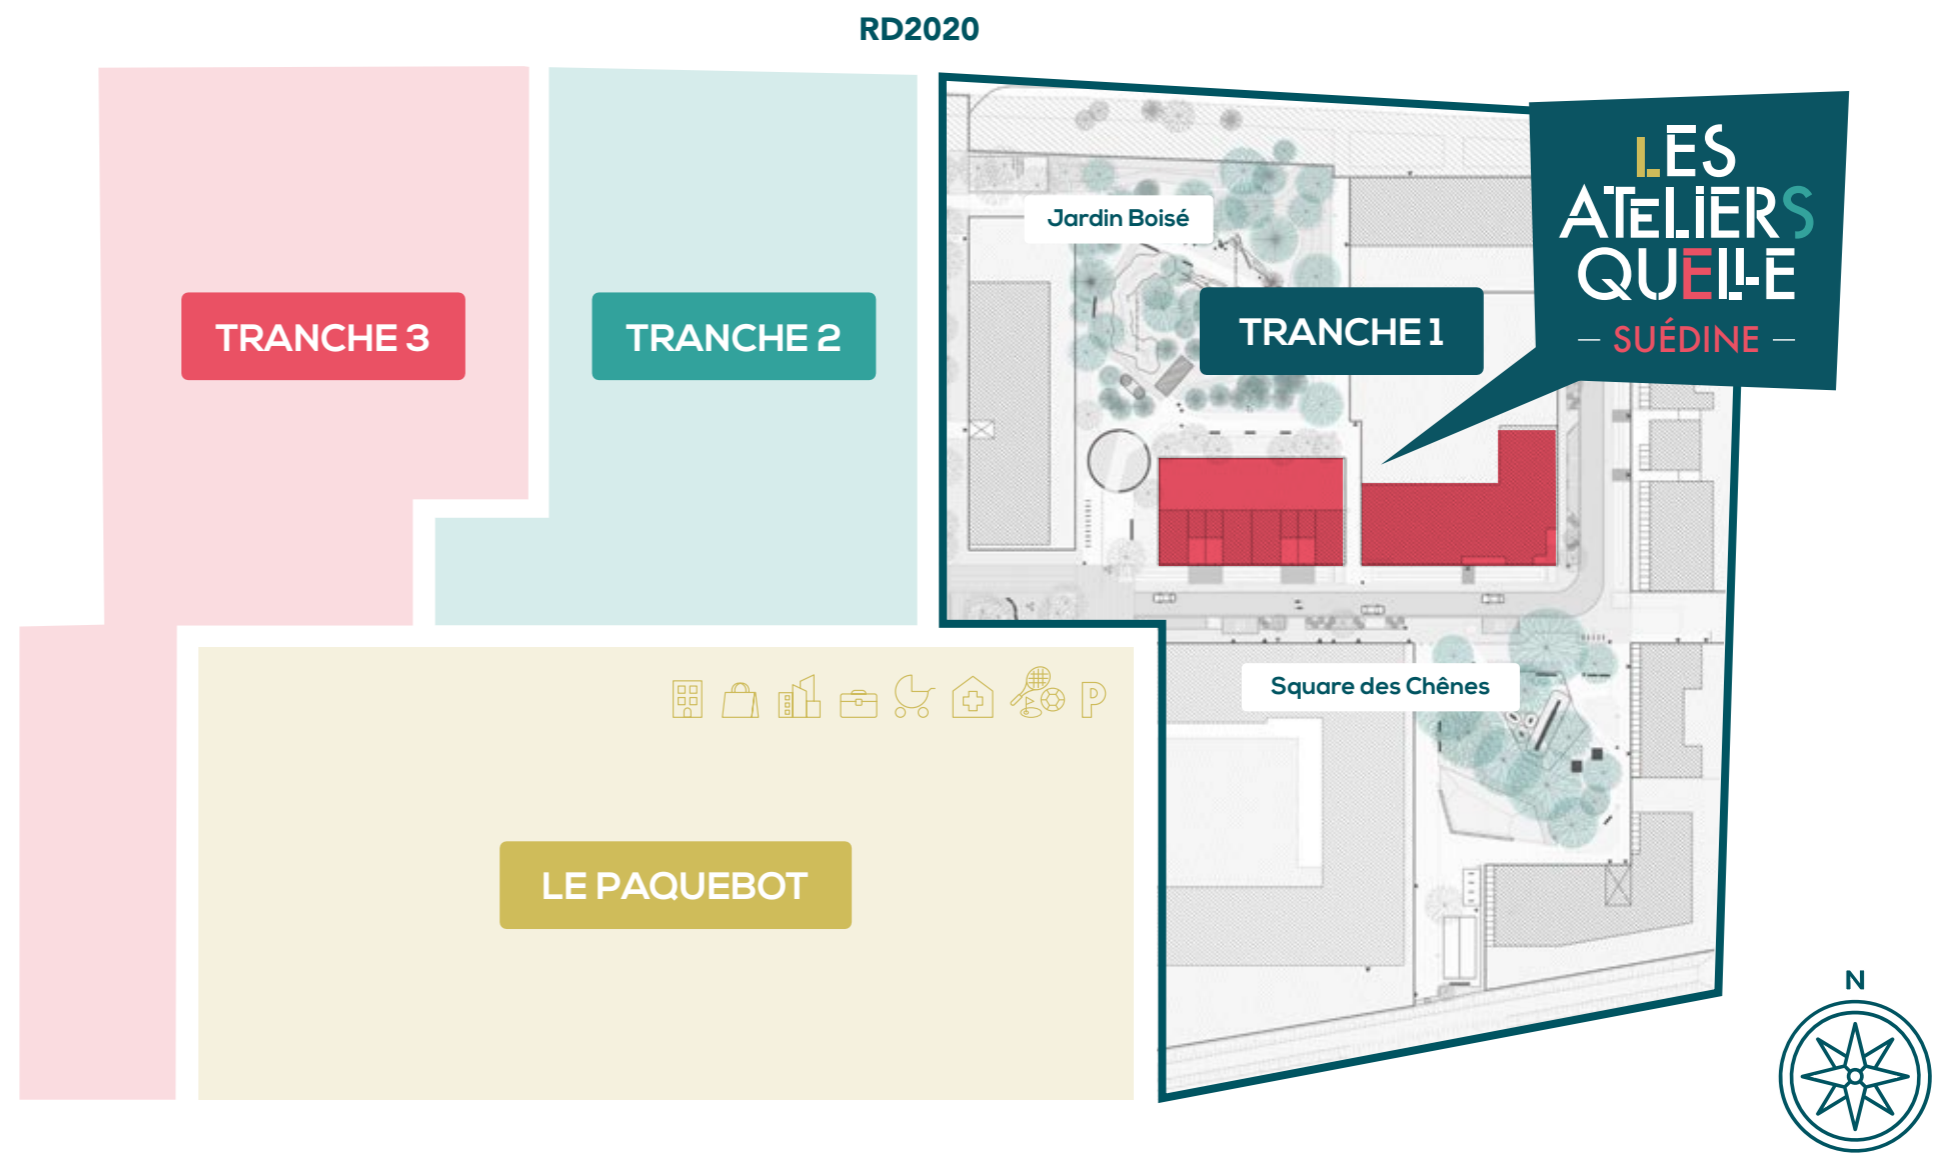 RD2020
LES
ATELIERS
QUELLE
— SUÉDINE —
Jardin Boisé
TRANCHE 3
TRANCHE 2
TRANCHE 1
Square des Chênes
P
LE PAQUEBOT
N